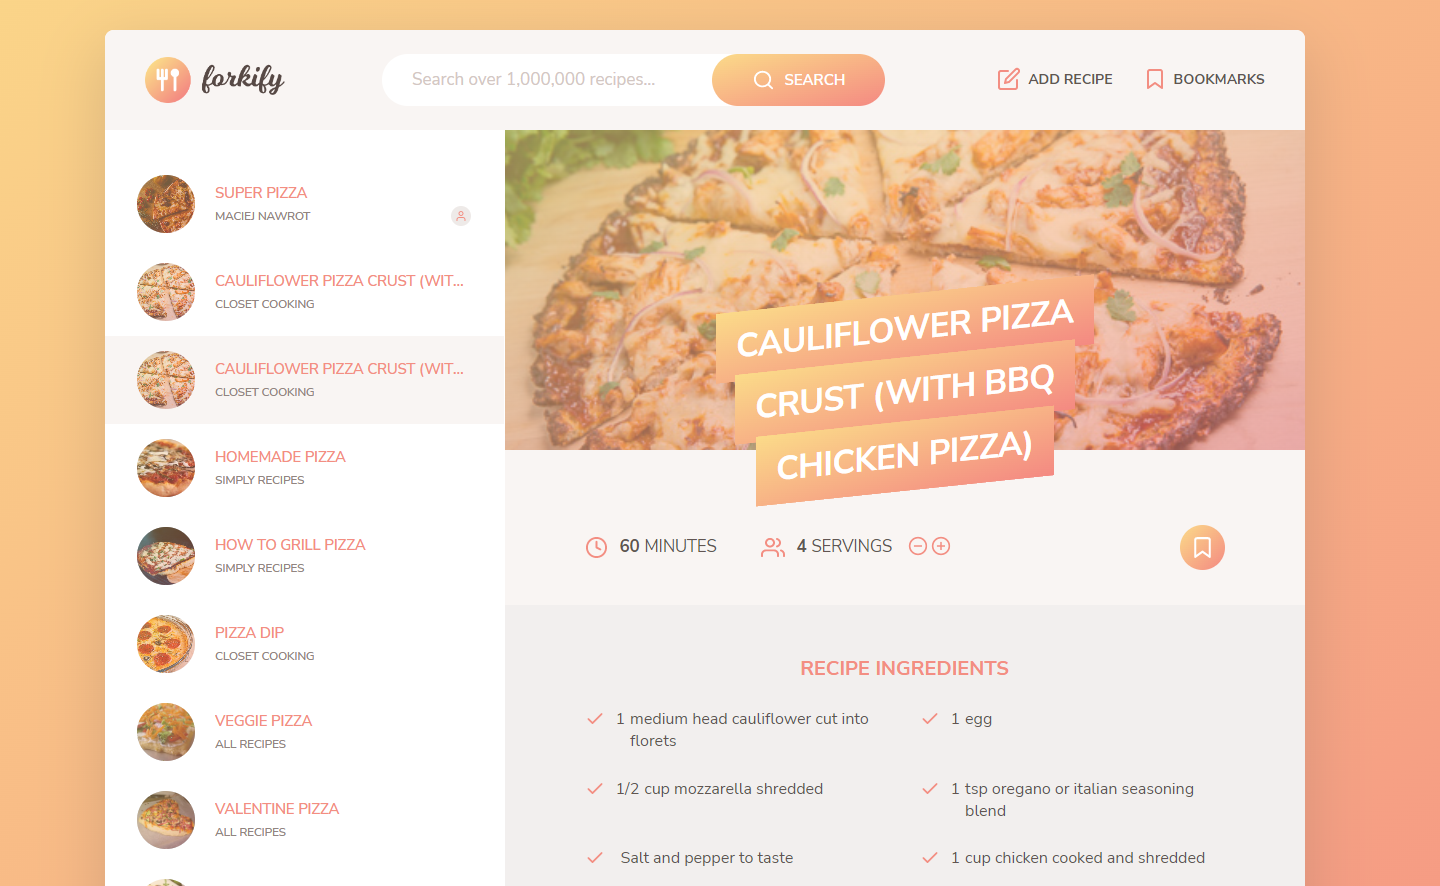 forkify
Search over 1,000,000 recipes...
SEARCH
ADD RECIPE
BOOKMARKS
SUPER PIZZA
MACIEJ NAWROT
CAULIFLOWER PIZZA CRUST (WIT...
CLOSET COOKING
CAULIFLOWER PIZZA CRUST (WIT...
CLOSET COOKING
HOMEMADE PIZZA
SIMPLY RECIPES
HOW TO GRILL PIZZA
SIMPLY RECIPES
PIZZA DIP
CLOSET COOKING
VEGGIE PIZZA
ALL RECIPES
VALENTINE PIZZA
ALL RECIPES
CAULIFLOWER PIZZA
CRUST (WITH BBQ
CHICKEN PIZZA)
60 MINUTES
4 SERVINGS
RECIPE INGREDIENTS
1 medium head cauliflower cut into
florets
1 egg
1/2 cup mozzarella shredded
1 tsp oregano or italian seasoning
blend
Salt and pepper to taste
1 cup chicken cooked and shredded